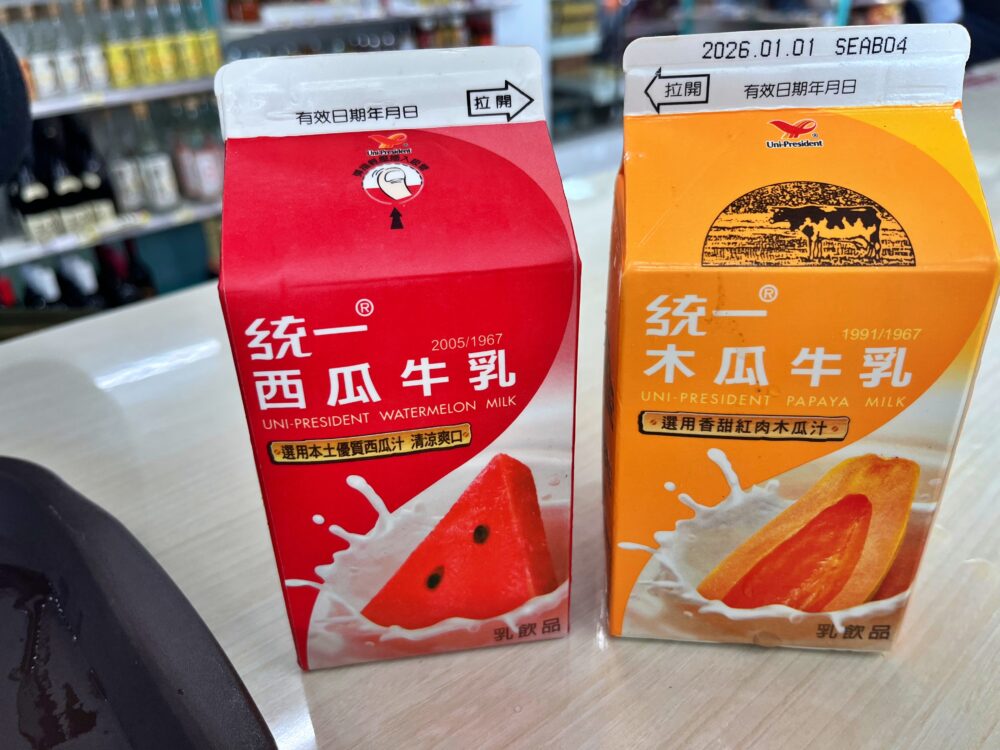 有效日期年月日
拉開
Uni-President
統一®
2005/1967
西瓜牛乳
UNI-PRESIDENT WATERMELON MILK
選用本土優質西瓜汁 清涼爽口
乳飲品
2026.01.01 SEAB04
拉開
有效日期年月日
Uni-President®
統一®
1991/1967
木瓜牛乳
UNI-PRESIDENT PAPAYA MILK
選用香甜紅肉木瓜汁
乳飲品